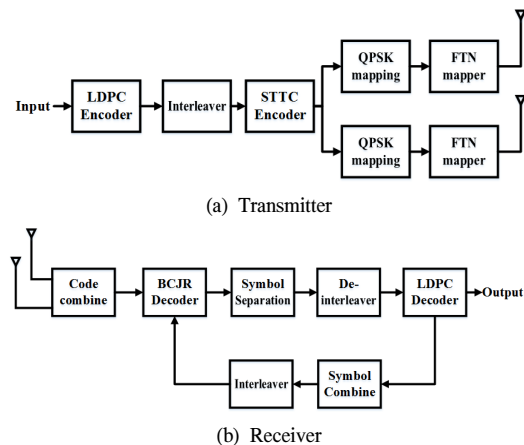 QPSK
mapping
FTN
mapper
Input
LDPC
Encoder
Interleaver
STTC
Encoder
QPSK
mapping
FTN
mapper
(a) Transmitter
Code
combine
BCJR
Decoder
Symbol
Separation
De-
interleaver
LDPC
Decoder
Output
Interleaver
Symbol
Combine
(b) Receiver